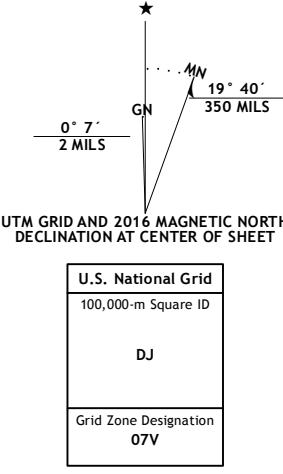 MN
GN
19° 40´
350 MILS
0° 7´
2 MILS
UTM GRID AND 2016 MAGNETIC NORTH
DECLINATION AT CENTER OF SHEET
U.S. National Grid
100,000-m Square ID
DJ
Grid Zone Designation
07V